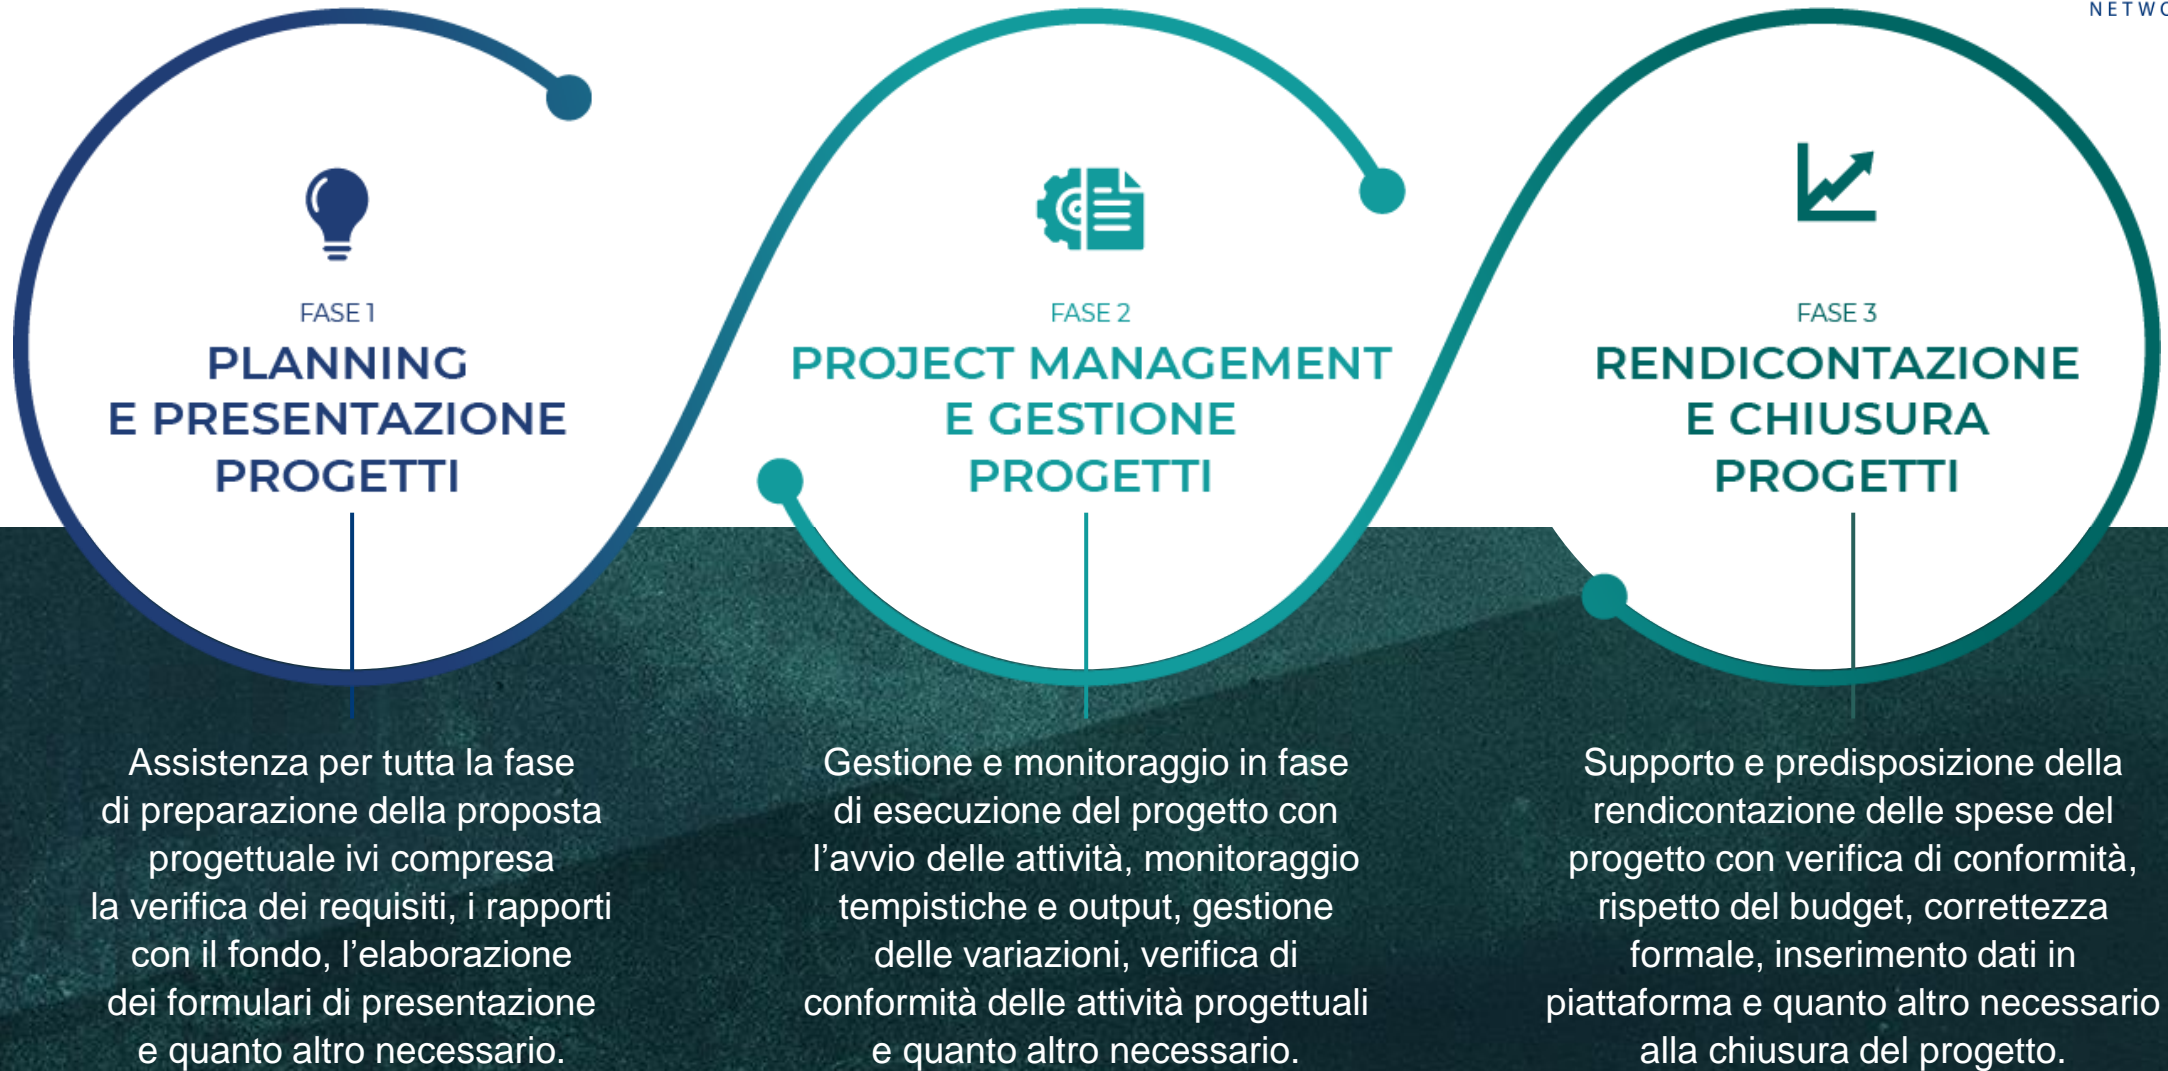 FASE 1
PLANNING
E PRESENTAZIONE
PROGETTI
Assistenza per tutta la fase
di preparazione della proposta
progettuale ivi compresa
la verifica dei requisiti, i rapporti
con il fondo, l’elaborazione
dei formulari di presentazione
e quanto altro necessario.
FASE 2
PROJECT MANAGEMENT
E GESTIONE
PROGETTI
Gestione e monitoraggio in fase
di esecuzione del progetto con
l’avvio delle attività, monitoraggio
tempistiche e output, gestione
delle variazioni, verifica di
conformità delle attività progettuali
e quanto altro necessario.
FASE 3
RENDICONTAZIONE
E CHIUSURA
PROGETTI
Supporto e predisposizione della
rendicontazione delle spese del
progetto con verifica di conformità,
rispetto del budget, correttezza
formale, inserimento dati in
piattaforma e quanto altro necessario
alla chiusura del progetto.